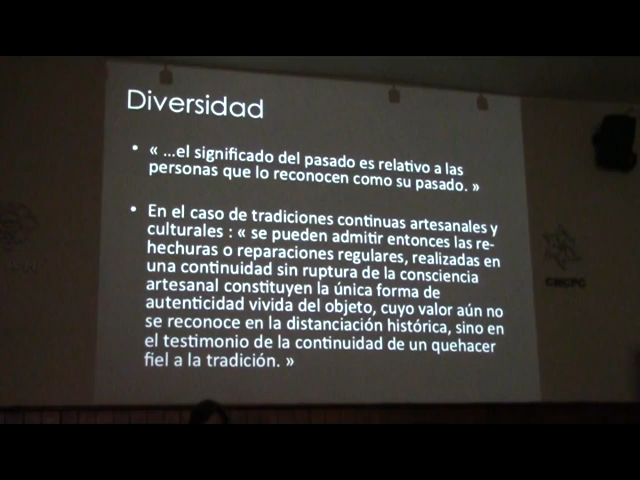 Diversidad
• « ...el significado del pasado es relativo a las
personas que lo reconocen como su pasado. »
• En el caso de tradiciones continuas artesanales y
culturales : « se pueden admitir entonces las re-
hechuras o reparaciones regulares, realizadas en
una continuidad sin ruptura de la consciencia
artesanal constituyen la única forma de
autenticidad vivida del objeto, cuyo valor aún no
se reconoce en la distanciación histórica, sino en
el testimonio de la continuidad de un quehacer
fiel a la tradición. »
CNCPC